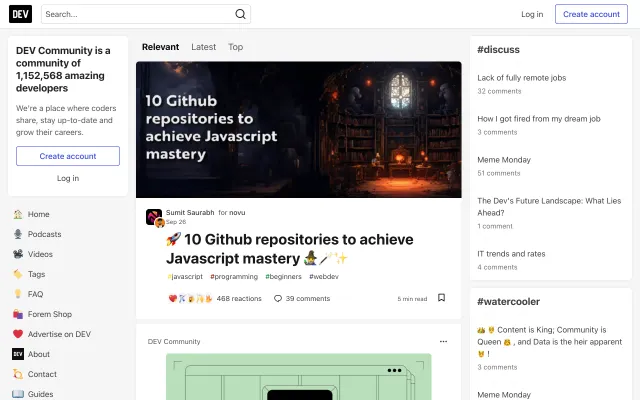 DEV
Search...
Log in
Create account
DEV Community is a
community of
1,152,568 amazing
developers
We're a place where coders
share, stay up-to-date and
grow their careers.
Create account
Log in
Home
Podcasts
Videos
Tags
FAQ
Forem Shop
Advertise on DEV
DEV
About
Contact
Guides
Relevant
Latest
Top
10 Github
repositories to
achieve Javascript
mastery
Sumit Saurabh for novu
Sep 26
🚀 10 Github repositories to achieve
Javascript mastery 🧙‍♂️🪄✨
#javascript #programming #beginners #webdev
468 reactions
39 comments
5 min read
DEV Community
#discuss
Lack of fully remote jobs
32 comments
How I got fired from my dream job
3 comments
Meme Monday
51 comments
The Dev's Future Landscape: What Lies
Ahead?
1 comment
IT trends and rates
4 comments
#watercooler
Content is King; Community is
Queen , and Data is the heir apparent
!
3 comments
Meme Monday